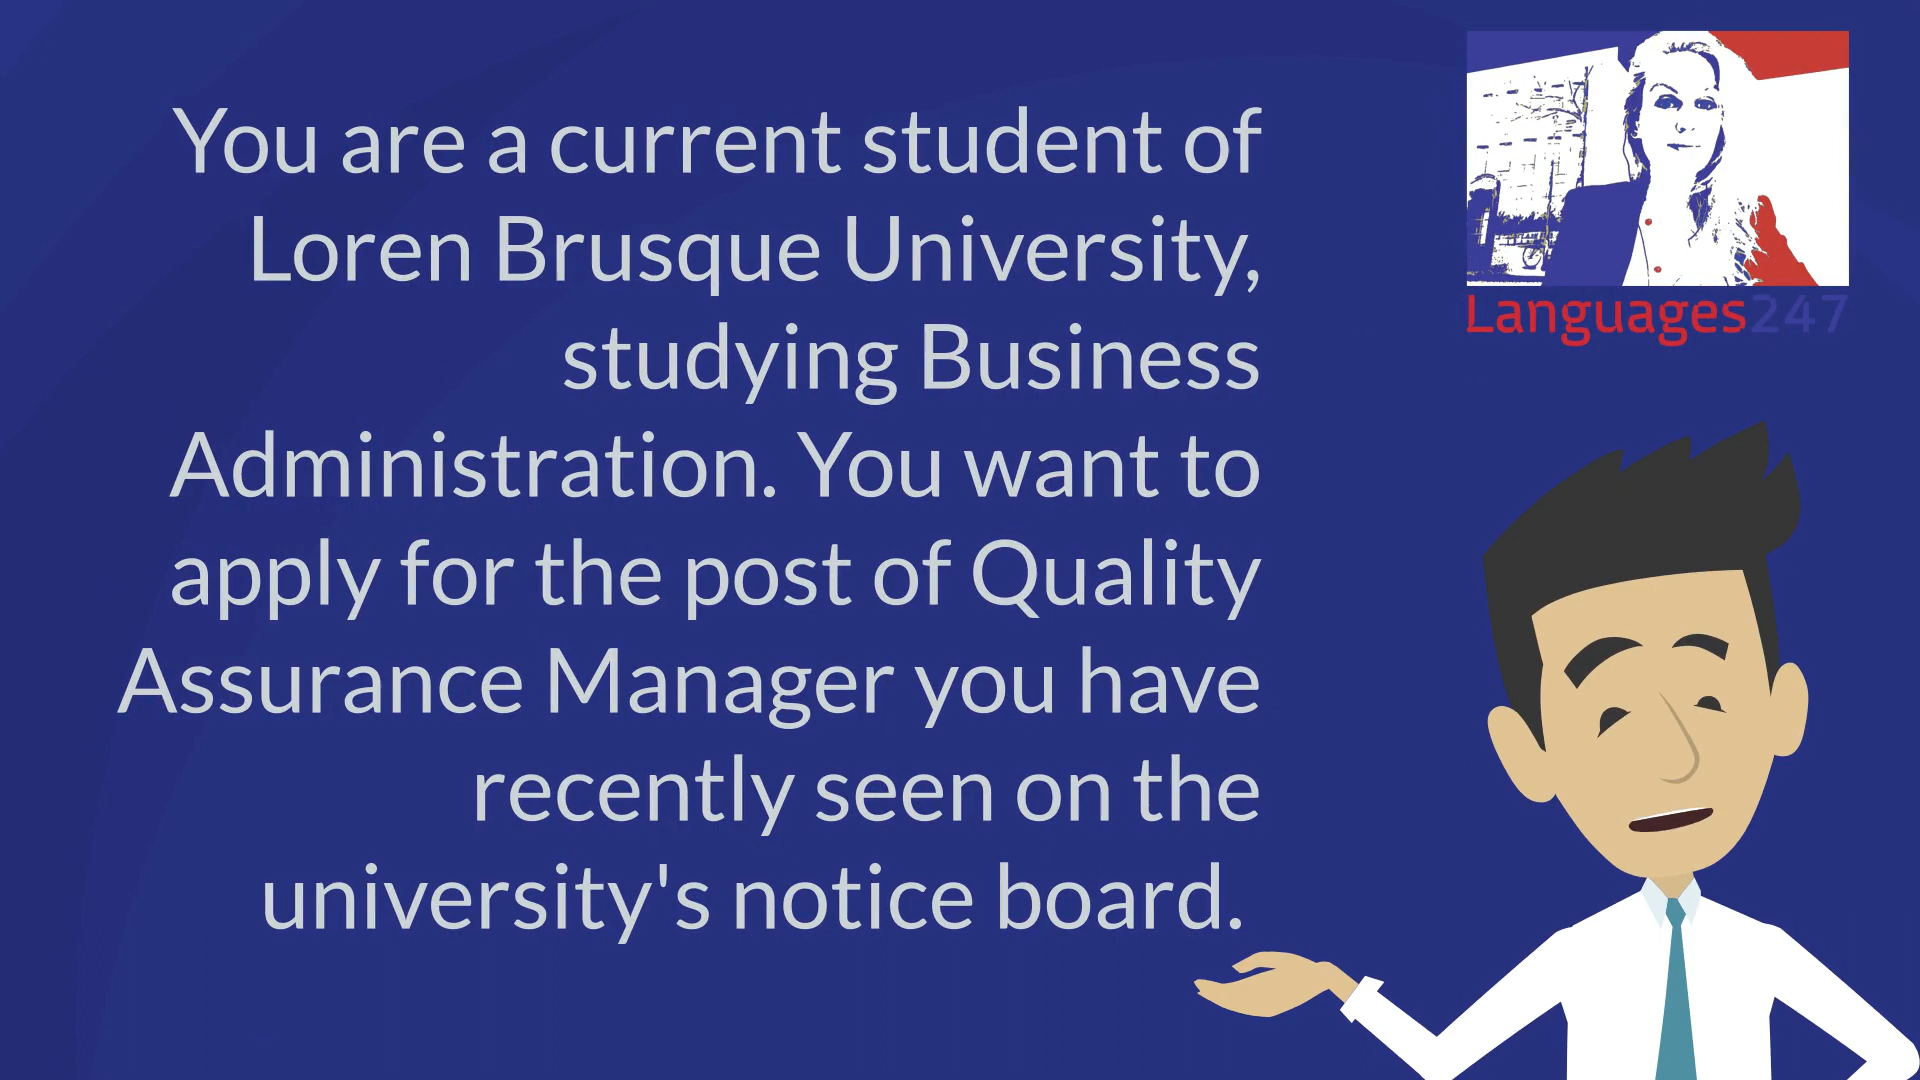 You are a current student of
Loren Brusque University,
studying Business
Administration. You want to
apply for the post of Quality
Assurance Manager you have
recently seen on the
university's notice board.
Languages247